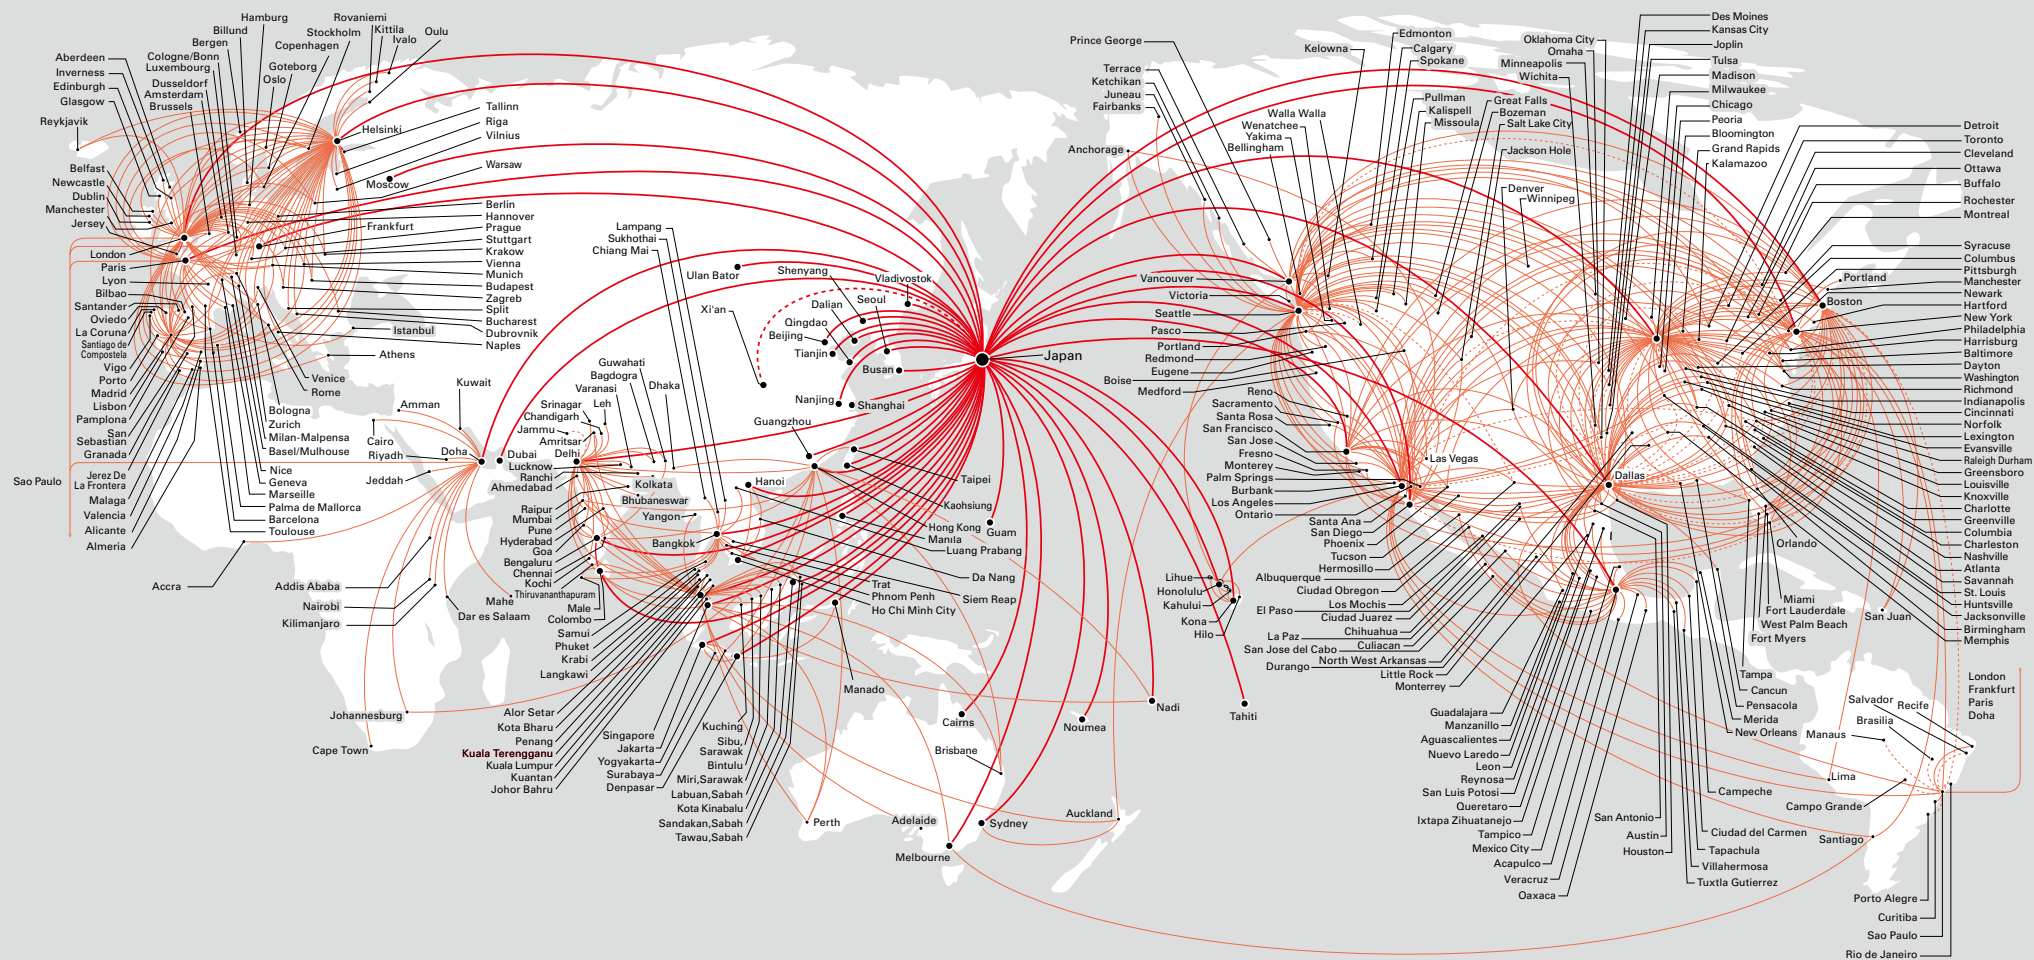 Hamburg
Billund
Bergen
Cologne/Bonn
Luxembourg
Dusseldorf
Amsterdam
Brussels
Rovaniemi
Kittila
Ivalo
Oulu
Stockholm
Copenhagen
Goteborg
Oslo
Aberdeen
Inverness
Edinburgh
Glasgow
Reykjavik
Belfast
Newcastle
Dublin
Manchester
Jersey
London
Paris
Lyon
Bilbao
Santander
Oviedo
La Coruna
Santiago de
Compostela
Vigo
Porto
Madrid
Lisbon
Pamplona
San
Sebastian
Granada
Sao Paulo
Jerez De
La Frontera
Malaga
Valencia
Alicante
Almeria
Helsinki
Moscow
Tallinn
Riga
Vilnius
Warsaw
Berlin
Hannover
Prague
Frankfurt
Stuttgart
Krakow
Vienna
Munich
Budapest
Zagreb
Split
Bucharest
Dubrovnik
Naples
Istanbul
Athens
Venice
Rome
Bologna
Zurich
Milan-Malpensa
Basel/Mulhouse
Nice
Geneva
Marseille
Palma de Mallorca
Barcelona
Toulouse
Kuwait
Amman
Cairo
Riyadh
Doha
Dubai
Jeddah
Accra
Addis Ababa
Nairobi
Kilimanjaro
Mahe
Dar es Salaam
Johannesburg
Cape Town
Lampang
Sukhothai
Chiang Mai
Guwahati
Bagdogra
Varanasi
Dhaka
Leh
Srinagar
Chandigarh
Jammu
Amritsar
Delhi
Lucknow
Ranchi
Ahmedabad
Kolkata
Bhubaneswar
Yangon
Raipur
Mumbai
Pune
Hyderabad
Goa
Bengaluru
Chennai
Kochi
Thiruvananthapuram
Male
Colombo
Samui
Phuket
Krabi
Langkawi
Alor Setar
Kota Bharu
Penang
Kuala Terengganu
Kuala Lumpur
Kuantan
Johor Bahru
Singapore
Jakarta
Yogyakarta
Surabaya
Denpasar
Kuching
Sibu,
Sarawak
Bintulu
Miri,Sarawak
Labuan,Sabah
Kota Kinabalu
Sandakan,Sabah
Tawau,Sabah
Ulan Bator
Shenyang
Vladivostok
Xi'an
Dalian
Seoul
Qingdao
Beijing
Tianjin
Busan
Nanjing
Shanghai
Guangzhou
Japan
Hanoi
Taipei
Kaohsiung
Guam
Hong Kong
Manila
Luang Prabang
Bangkok
Da Nang
Trat
Phnom Penh
Siem Reap
Ho Chi Minh City
Manado
Cairns
Noumea
Nadi
Tahiti
Brisbane
Perth
Adelaide
Sydney
Melbourne
Auckland
Prince George
Terrace
Ketchikan
Juneau
Fairbanks
Anchorage
Kelowna
Edmonton
Calgary
Spokane
Pullman
Kalispell
Missoula
Walla Walla
Wenatchee
Yakima
Bellingham
Great Falls
Bozeman
Salt Lake City
Jackson Hole
Denver
Winnipeg
Oklahoma City
Omaha
Minneapolis
Wichita
Des Moines
Kansas City
Joplin
Tulsa
Madison
Milwaukee
Chicago
Peoria
Bloomington
Grand Rapids
Kalamazoo
Detroit
Toronto
Cleveland
Ottawa
Buffalo
Rochester
Montreal
Syracuse
Columbus
Pittsburgh
Portland
Manchester
Newark
Boston
Hartford
New York
Philadelphia
Harrisburg
Baltimore
Dayton
Washington
Richmond
Indianapolis
Cincinnati
Norfolk
Lexington
Evansville
Raleigh Durham
Greensboro
Louisville
Knoxville
Charlotte
Greenville
Columbia
Charleston
Nashville
Atlanta
Savannah
St. Louis
Huntsville
Jacksonville
Birmingham
Memphis
Vancouver
Victoria
Seattle
Pasco
Portland
Redmond
Eugene
Boise
Medford
Reno
Sacramento
Santa Rosa
San Francisco
San Jose
Fresno
Monterey
Palm Springs
Burbank
Los Angeles
Ontario
Las Vegas
Dallas
Santa Ana
San Diego
Phoenix
Tucson
Hermosillo
Albuquerque
Ciudad Obregon
Los Mochis
El Paso
Ciudad Juarez
Chihuahua
La Paz
Culiacan
San Jose del Cabo
North West Arkansas
Durango
Little Rock
Monterrey
Lihue
Honolulu
Kahului
Kona
Hilo
Orlando
Miami
Fort Lauderdale
West Palm Beach
Fort Myers
San Juan
Tampa
Cancun
Pensacola
Merida
New Orleans
Guadalajara
Manzanillo
Aguascalientes
Nuevo Laredo
Leon
Reynosa
San Luis Potosi
Queretaro
Ixtapa Zihuatanejo
Tampico
Mexico City
Acapulco
Veracruz
Oaxaca
San Antonio
Austin
Houston
Campeche
Ciudad del Carmen
Tapachula
Villahermosa
Tuxtla Gutierrez
London
Frankfurt
Paris
Doha
Salvador
Recife
Brasilia
Manaus
Lima
Campo Grande
Santiago
Porto Alegre
Curitiba
Sao Paulo
Rio de Janeiro